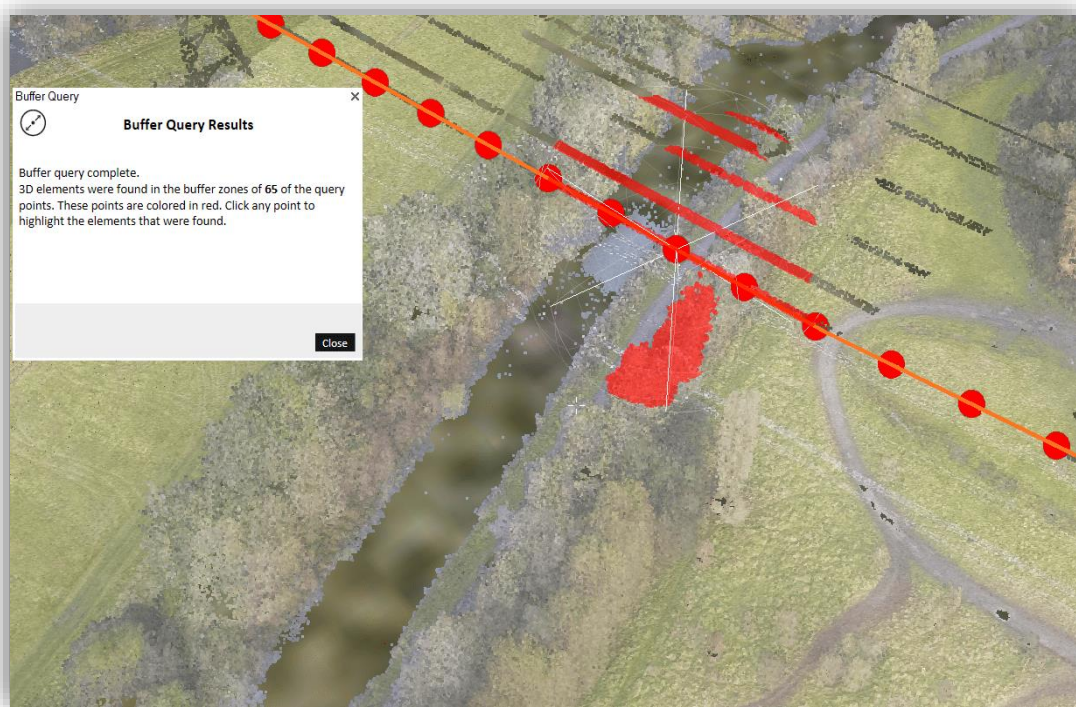 Buffer Query
Buffer Query Results
Buffer query complete.
3D elements were found in the buffer zones of 65 of the query
points. These points are colored in red. Click any point to
highlight the elements that were found.
Close